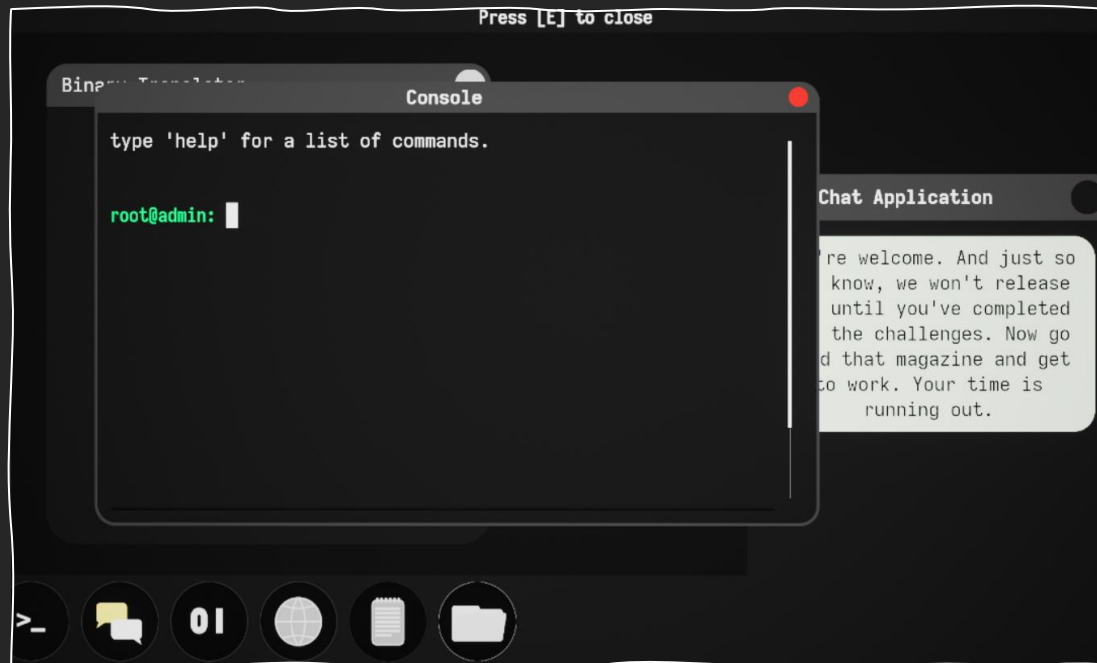 Press [E] to close
Console
type 'help' for a list of commands.
root@admin:
Chat Application
're welcome. And just so
know, we won't release
until you've completed
the challenges. Now go
d that magazine and get
to work. Your time is
running out.
>_
01